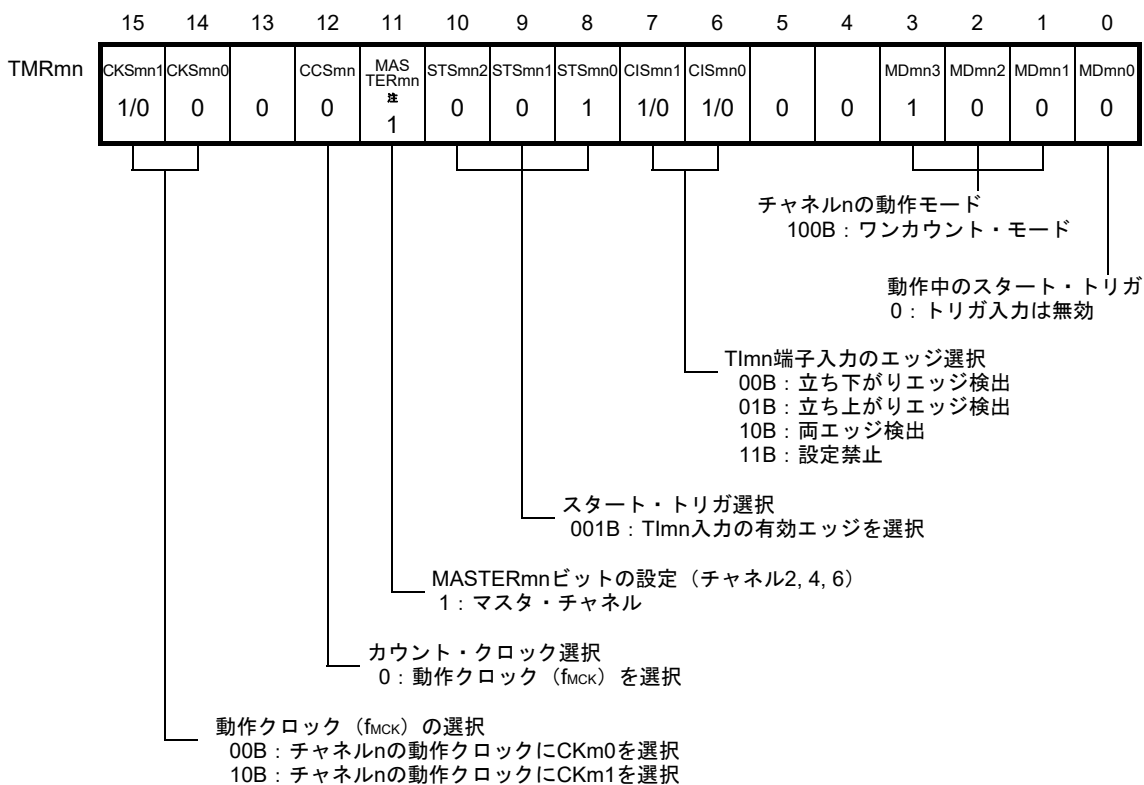 15 14 13 12 11 10 9 8 7 6 5 4 3 2 1 0
TMRmn
CKSmn1 CKSmn0 CCSmn MAS TERmn 注 STSmn2 STSmn1 STSmn0 CISmn1 CISmn0 MDmn3 MDmn2 MDmn1 MDmn0
1/0 0 0 0 1 0 0 1 1/0 1/0 0 0 1 0 0 0
チャネルnの動作モード
100B：ワンカウント・モード
動作中のスタート・トリガ
0：トリガ入力は無効
TImn端子入力のエッジ選択
00B：立ち下がりエッジ検出
01B：立ち上がりエッジ検出
10B：両エッジ検出
11B：設定禁止
スタート・トリガ選択
001B：TImn入力の有効エッジを選択
MASTERmnビットの設定（チャネル2, 4, 6）
1：マスタ・チャネル
カウント・クロック選択
0：動作クロック（fMCK）を選択
動作クロック（fMCK）の選択
00B：チャネルnの動作クロックにCKm0を選択
10B：チャネルnの動作クロックにCKm1を選択